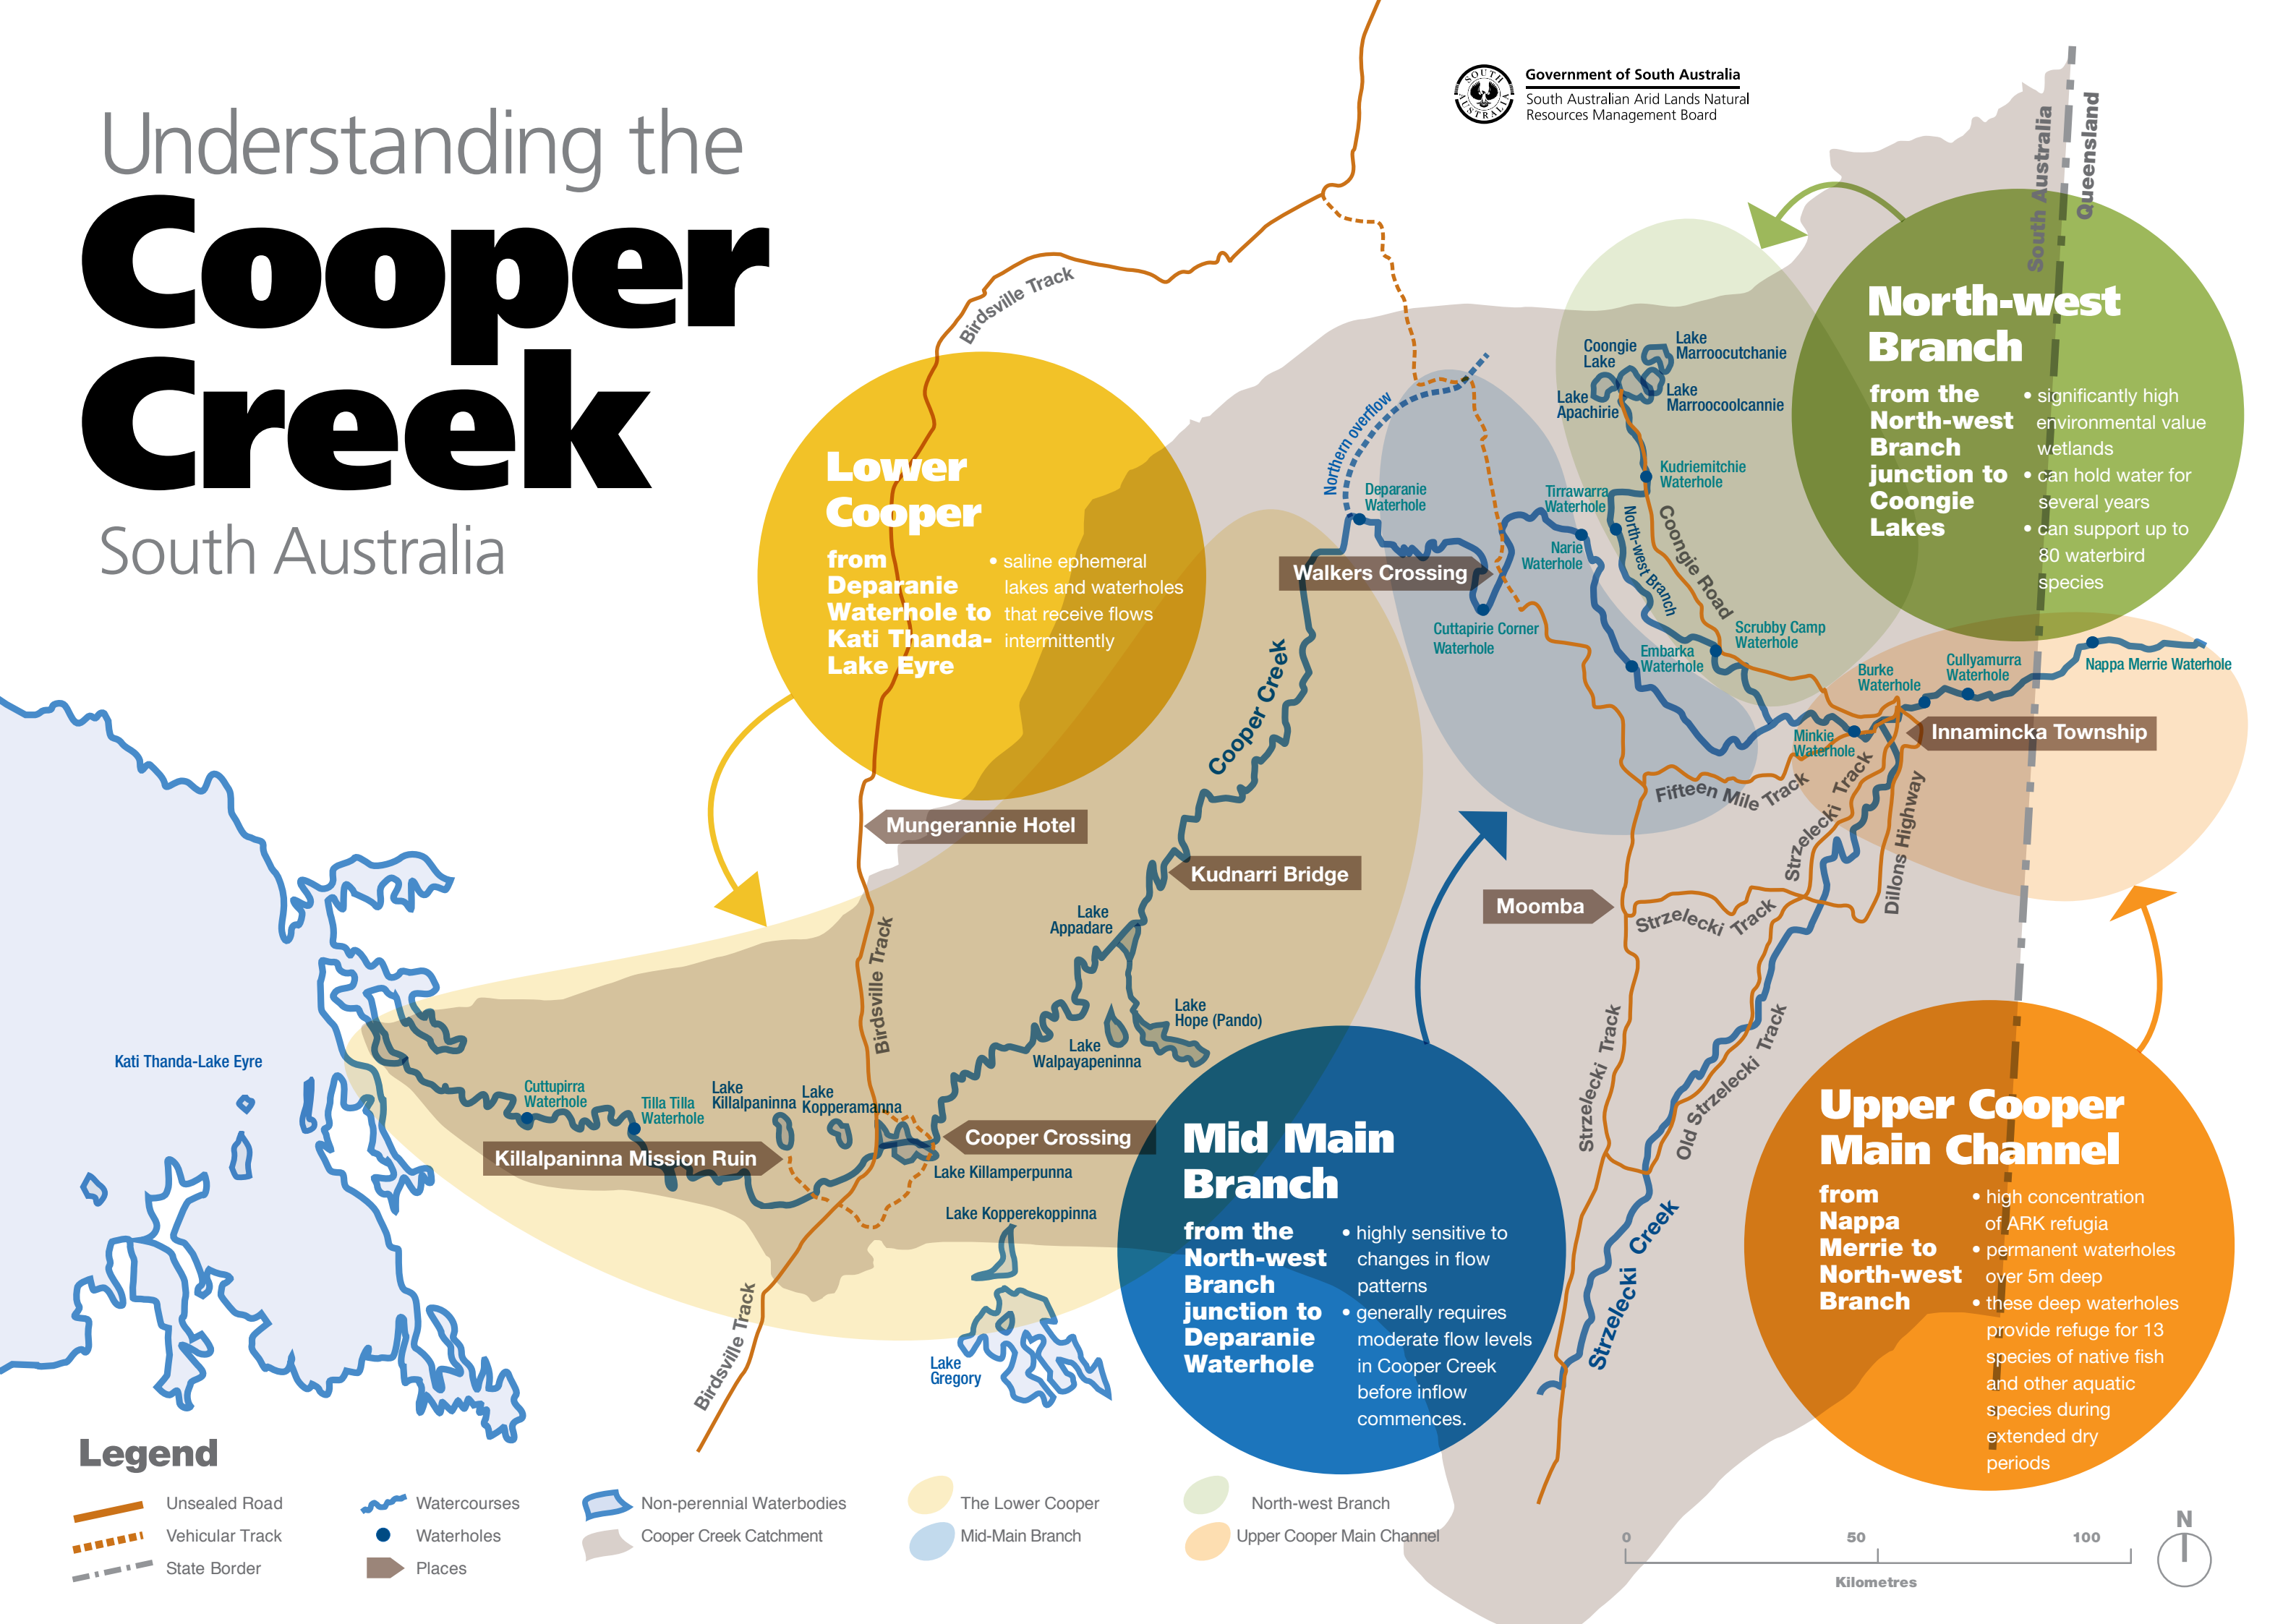 Understanding the
Cooper
Creek
South Australia
SOUTH AUSTRALIA
Government of South Australia
South Australian Arid Lands Natural
Resources Management Board
South Australia
Queensland
North-west
Branch
from the
North-west
Branch
junction to
Coongie
Lakes
• significantly high
environmental value
wetlands
• can hold water for
several years
• can support up to
80 waterbird
species
Lower
Cooper
from
Deparanie
Waterhole to
Kati Thanda-
Lake Eyre
• saline ephemeral
lakes and waterholes
that receive flows
intermittently
Birdsville Track
Northern overflow
Coongie
Lake
Lake
Marroocutchanie
Lake
Apachirie
Lake
Marroocoolcannie
Kudriemitchie
Waterhole
Deparanie
Waterhole
Tirrawarra
Waterhole
Narie
Waterhole
North-west Branch
Coongie Road
Walkers Crossing
Cuttapirie Corner
Waterhole
Embarka
Waterhole
Scrubby Camp
Waterhole
Burke
Waterhole
Cullyamurra
Waterhole
Nappa Merrie Waterhole
Minkie
Waterhole
Innamincka Township
Cooper Creek
Fifteen Mile Track
Strzelecki Track
Dillons Highway
Mungerannie Hotel
Kudnarri Bridge
Moomba
Strzelecki Track
Lake
Appadare
Birdsville Track
Lake
Hope (Pando)
Lake
Walpayapeninna
Strzelecki Track
Old Strzelecki Track
Kati Thanda-Lake Eyre
Cuttupirra
Waterhole
Tilla Tilla
Waterhole
Lake
Killalpaninna
Lake
Kopperamanna
Cooper Crossing
Killalpaninna Mission Ruin
Lake Killamperpunna
Lake Kopperekoppinna
Lake
Gregory
Birdsville Track
Strzelecki Creek
Mid Main
Branch
from the
North-west
Branch
junction to
Deparanie
Waterhole
• highly sensitive to
changes in flow
patterns
• generally requires
moderate flow levels
in Cooper Creek
before inflow
commences.
Upper Cooper
Main Channel
from
Nappa
Merrie to
North-west
Branch
• high concentration
of ARK refugia
• permanent waterholes
over 5m deep
• these deep waterholes
provide refuge for 13
species of native fish
and other aquatic
species during
extended dry
periods
Legend
Unsealed Road
Vehicular Track
State Border
Watercourses
Waterholes
Places
Non-perennial Waterbodies
Cooper Creek Catchment
The Lower Cooper
Mid-Main Branch
North-west Branch
Upper Cooper Main Channel
0 50 100
Kilometres
N